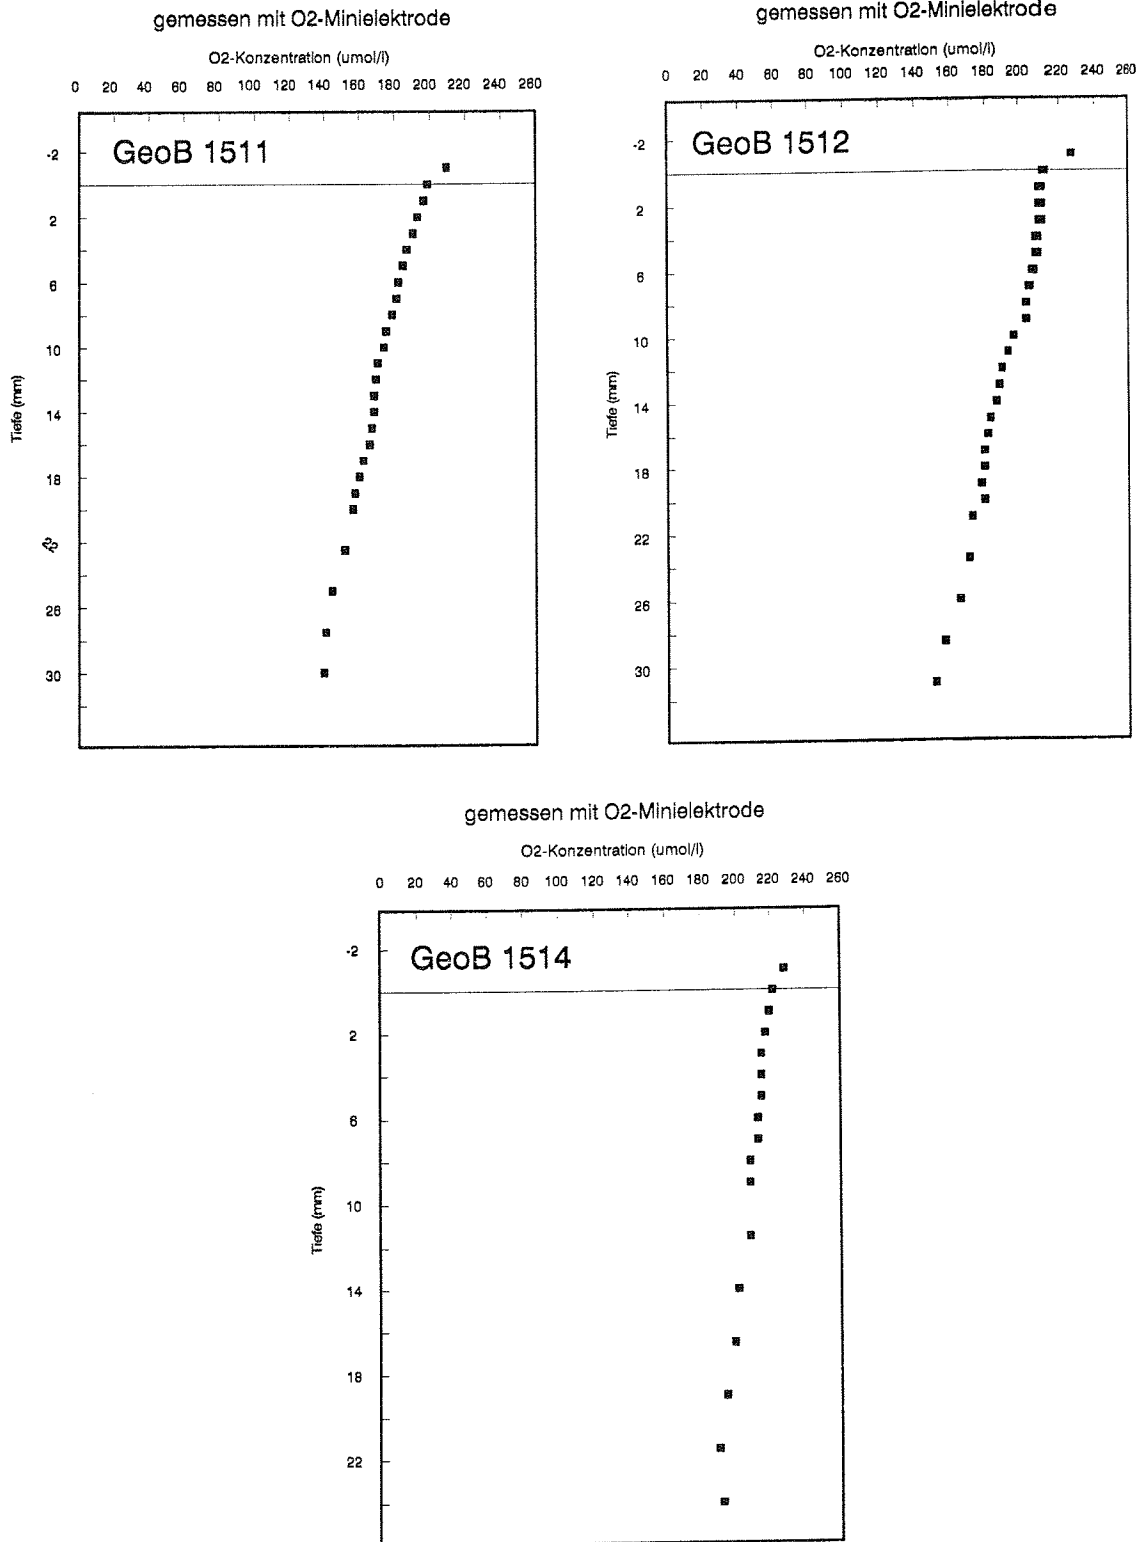 gemessen mit O2-Minielektrode
O2-Konzentration (umol/l)
0 20 40 60 80 100 120 140 160 180 200 220 240 260
GeoB 1511
-2
2
6
10
14
18
22
26
30
Tiefe (mm)
gemessen mit O2-Minielektrode
O2-Konzentration (umol/l)
0 20 40 60 80 100 120 140 160 180 200 220 240 260
GeoB 1512
-2
2
6
10
14
18
22
26
30
Tiefe (mm)
gemessen mit O2-Minielektrode
O2-Konzentration (umol/l)
0 20 40 60 80 100 120 140 160 180 200 220 240 260
GeoB 1514
-2
2
6
10
14
18
22
Tiefe (mm)